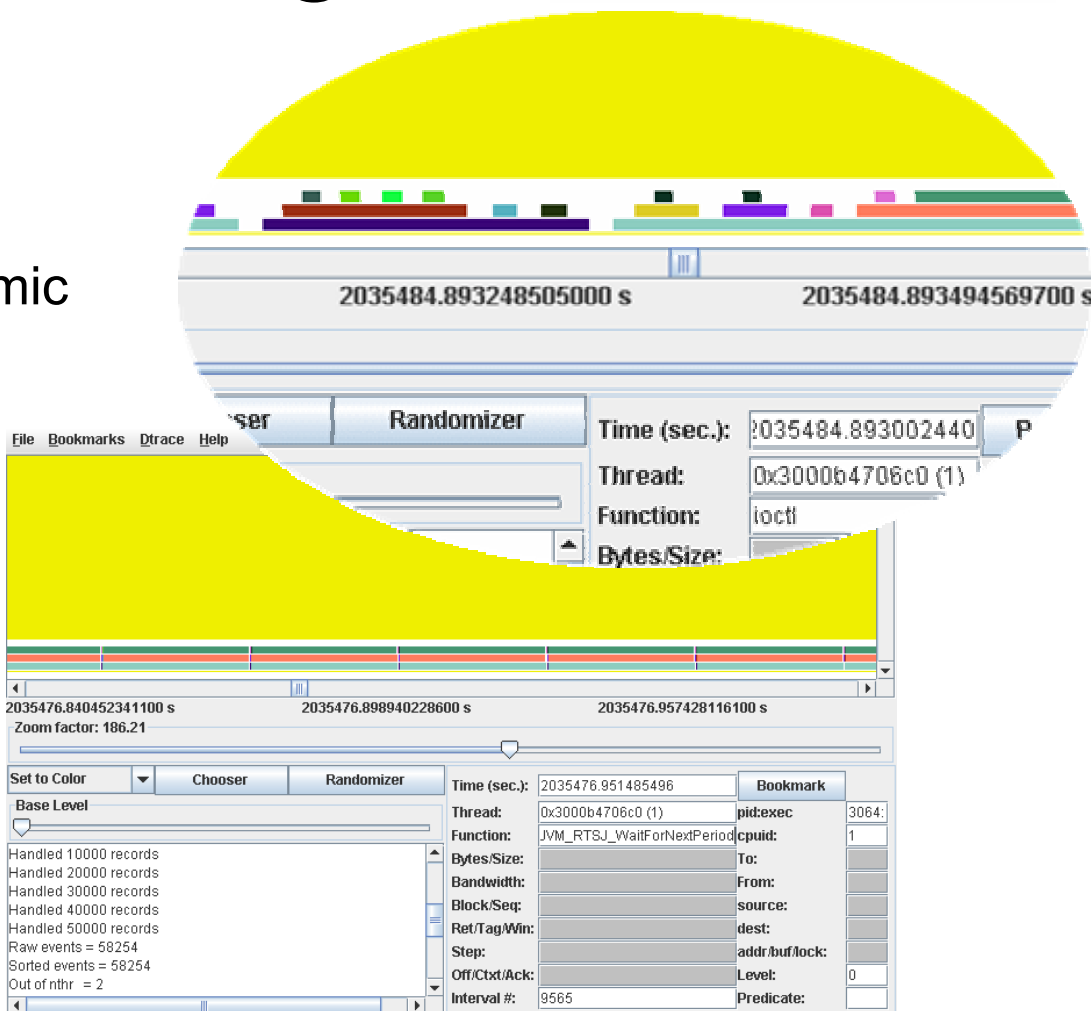 2035484.893248505000 s 2035484.893494569700 s
Randomizer
Time (sec.): 2035484.893002440
Thread: 0x3000b4706c0 (1)
Function: ioctl
Bytes/Size:
File Bookmarks Dtrace Help
2035476.840452341100 s 2035476.898940228600 s 2035476.957428116100 s
Zoom factor: 186.21
Set to Color Chooser Randomizer
Base Level
Handled 10000 records
Handled 20000 records
Handled 30000 records
Handled 40000 records
Handled 50000 records
Raw events = 58254
Sorted events = 58254
Out of nthr = 2
Time (sec.): 2035476.951485496 Bookmark
Thread: 0x3000b4706c0 (1) pid:exec 3064:
Function: JVM_RTSJ_WaitForNextPeriod cpuid: 1
Bytes/Size: To:
Bandwidth: From:
Block/Seq: source:
Ret/Tag/Win: dest:
Step: addr/buf/lock:
Off/Ctxt/Ack: Level: 0
Interval #: 9565 Predicate: